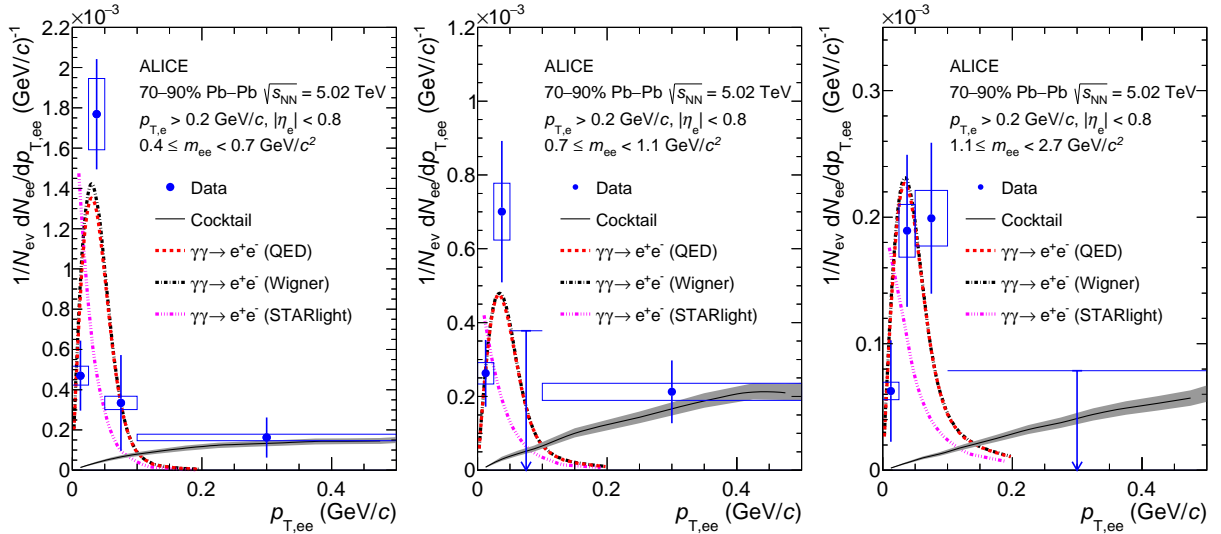 ×10⁻³
2.2
2
1.8
1.6
1.4
1.2
1
0.8
0.6
0.4
0.2
0
1/N_ev dN_ee/dp_T,ee (GeV/c)⁻¹
ALICE
70–90% Pb–Pb √s_NN = 5.02 TeV
p_T,e > 0.2 GeV/c, |η_e| < 0.8
0.4 ≤ m_ee < 0.7 GeV/c²
Data
Cocktail
γγ→ e⁺e⁻ (QED)
γγ→ e⁺e⁻ (Wigner)
γγ→ e⁺e⁻ (STARlight)
0 0.2 0.4
p_T,ee (GeV/c)
×10⁻³
1.2
1
0.8
0.6
0.4
0.2
0
1/N_ev dN_ee/dp_T,ee (GeV/c)⁻¹
ALICE
70–90% Pb–Pb √s_NN = 5.02 TeV
p_T,e > 0.2 GeV/c, |η_e| < 0.8
0.7 ≤ m_ee < 1.1 GeV/c²
Data
Cocktail
γγ→ e⁺e⁻ (QED)
γγ→ e⁺e⁻ (Wigner)
γγ→ e⁺e⁻ (STARlight)
0 0.2 0.4
p_T,ee (GeV/c)
×10⁻³
0.3
0.2
0.1
0
1/N_ev dN_ee/dp_T,ee (GeV/c)⁻¹
ALICE
70–90% Pb–Pb √s_NN = 5.02 TeV
p_T,e > 0.2 GeV/c, |η_e| < 0.8
1.1 ≤ m_ee < 2.7 GeV/c²
Data
Cocktail
γγ→ e⁺e⁻ (QED)
γγ→ e⁺e⁻ (Wigner)
γγ→ e⁺e⁻ (STARlight)
0 0.2 0.4
p_T,ee (GeV/c)